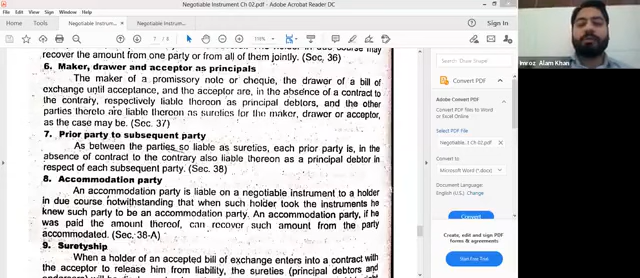 Negotiable Instrument Ch 02.pdf - Adobe Acrobat Reader DC
Home
Tools
Negotiable Instrum...
Negotiable Instrum...
Sign In
110%
recover the amount from one party or from all of them jointly. (Sec, 36)
6. Maker, drawer and acceptor as principals
The maker of a promissory note or cheque, the drawer of a bill of
exchange until acceptance, and the acceptor are, in the absence of a contract to
the contrary, respectively liable thereon as principal debtors, and the other
parties thereto are liable thereon as sureties for the maker, drawer or acceptor,
as the case may be. (Sec. 37)
7. Prior party to subsequent party
As between the parties so liable as sureties, each prior party is, in the
absence of contract to the contrary also liable thereon as a principal debtor in
respect of each subsequent party. (Sec. 38)
8. Accommodation party
An accommodation party is liable on a negotiable instrument to a holder
in due course notwithstanding that when such holder took the instruments he
knew such party to be an accommodation party. An accommodation party, if he
was paid the amount thereof, can recover such amount from the party
accommodated. (Sec. 38-A)
9. Suretyship
When a holder of an accepted bill of exchange enters into a contract with
the acceptor to release him from liability, the sureties (principal debtors and
Convert PDF
Adobe Convert PDF
Convert PDF Files to Word
or Excel Online
Select PDF File
Negotiable...t Ch 02.pdf
Convert to
Microsoft Word (*.docx)
Document Language:
English (U.S.) Change
Convert
Create, edit and sign PDF
forms & agreements
Start Free Trial
Imroz Alam Khan